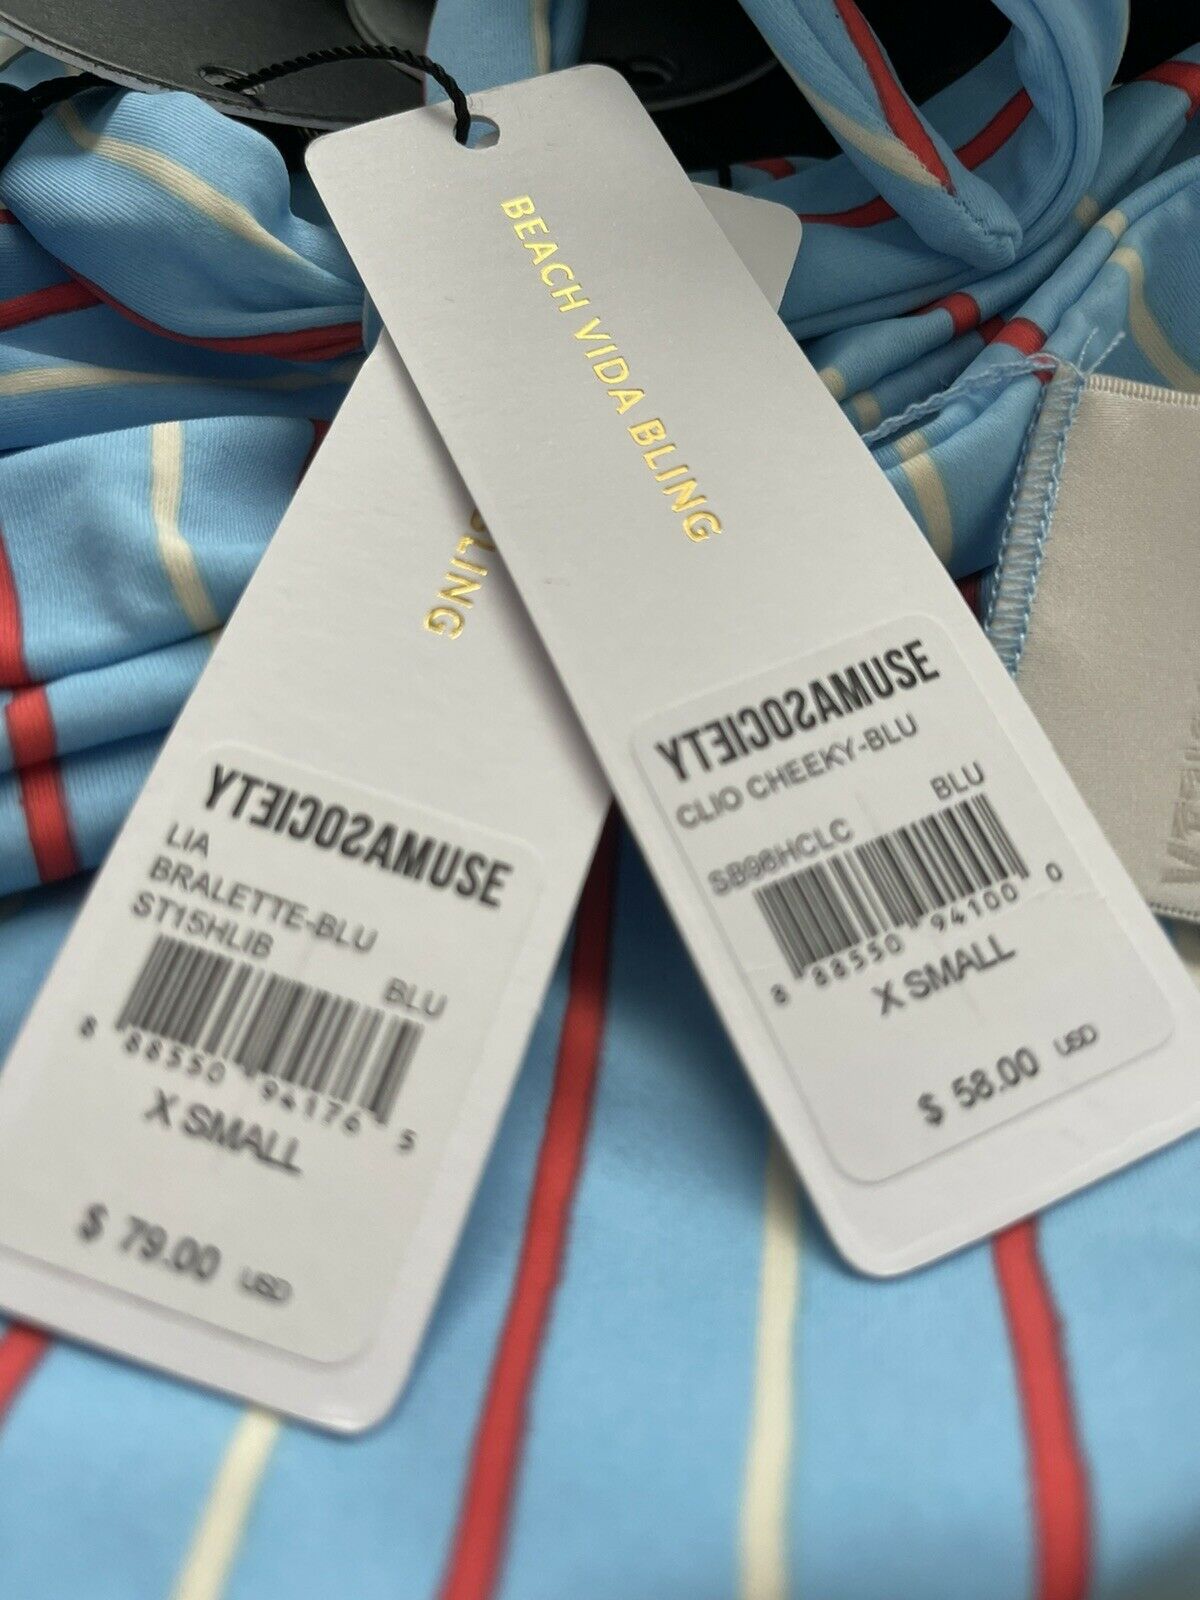 BEACH VIDA BLING
BLING
YTEICOSAMUSE
CLIO CHEEKY-BLU
BLU
SB98HCLC
8 88550 94100 0
X SMALL
$ 58.00 USD
YTEICOSAMUSE
LIA
BRALETTE-BLU
ST15HLIB
BLU
8 88550 94176 5
X SMALL
$ 79.00 USD